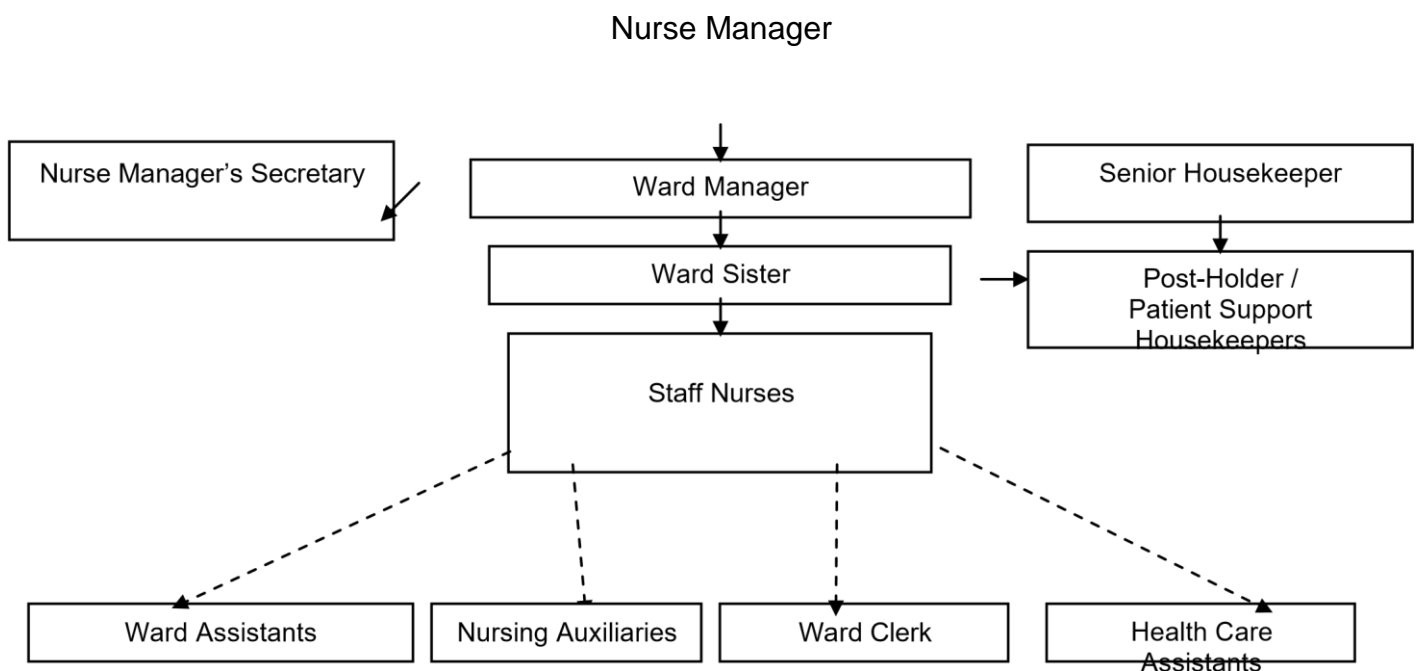 Nurse Manager
Nurse Manager’s Secretary
Ward Manager
Senior Housekeeper
Ward Sister
Post-Holder /
Patient Support
Housekeepers
Staff Nurses
Ward Assistants
Nursing Auxiliaries
Ward Clerk
Health Care
Assistants